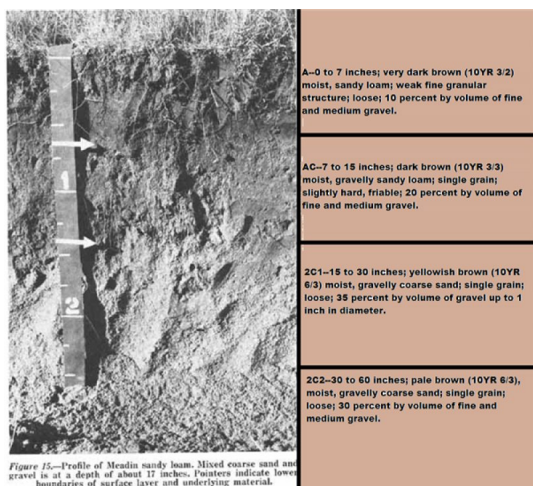 A--0 to 7 inches; very dark brown (10YR 3/2)
moist, sandy loam; weak fine granular
structure; loose; 10 percent by volume of fine
and medium gravel.
AC--7 to 15 inches; dark brown (10YR 3/3)
moist, gravelly sandy loam; single grain;
slightly hard, friable; 20 percent by volume of
fine and medium gravel.
1
2C1--15 to 30 inches; yellowish brown (10YR
6/3) moist, gravelly coarse sand; single grain;
loose; 35 percent by volume of gravel up to 1
inch in diameter.
2
2C2--30 to 60 inches; pale brown (10YR 6/3),
moist, gravelly coarse sand; single grain;
loose; 30 percent by volume of fine and
medium gravel.
Figure 15.—Profile of Meadin sandy loam. Mixed coarse sand and
gravel is at a depth of about 17 inches. Pointers indicate lower
boundaries of surface layer and underlying material.